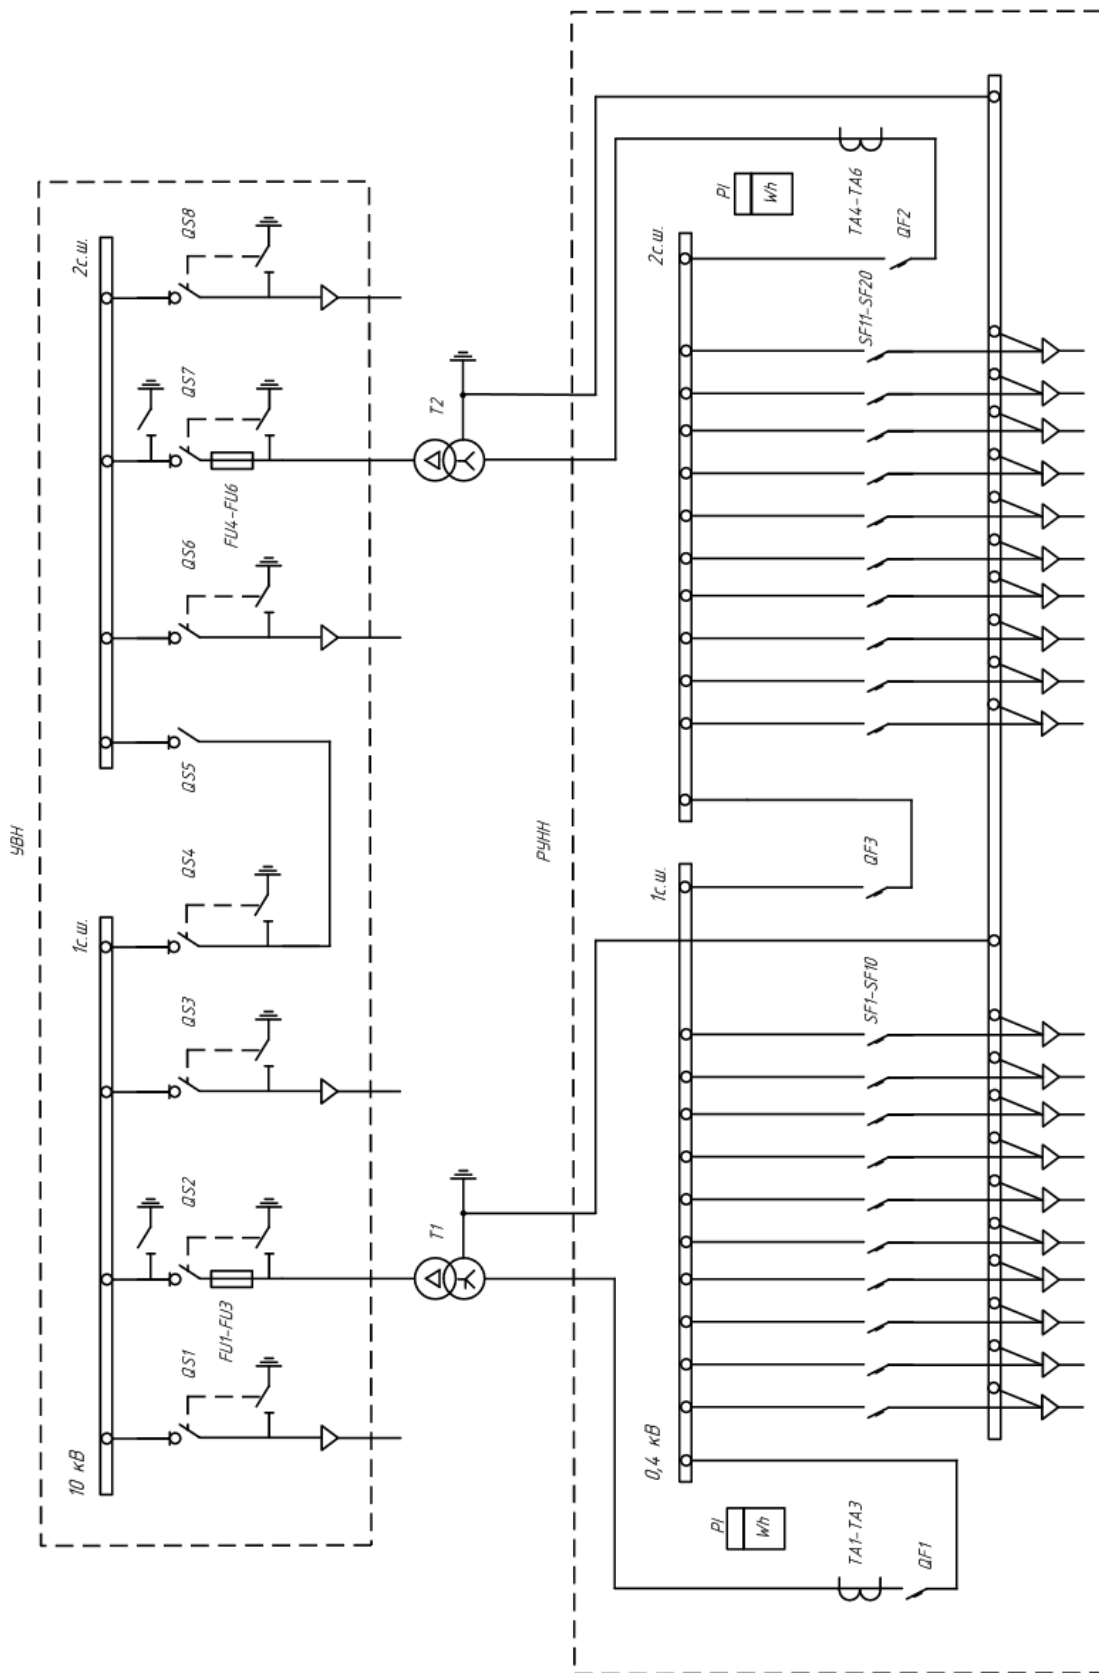 УВН
10 кВ
1с.ш.
2с.ш.
QS1
QS2
QS3
QS4
QS5
QS6
QS7
QS8
FU1-FU3
FU4-FU6
T1
T2
РУНН
0,4 кВ
1с.ш.
2с.ш.
PI
Wh
PI
Wh
TA1-TA3
QF1
SF1-SF10
QF3
SF11-SF20
TA4-TA6
QF2